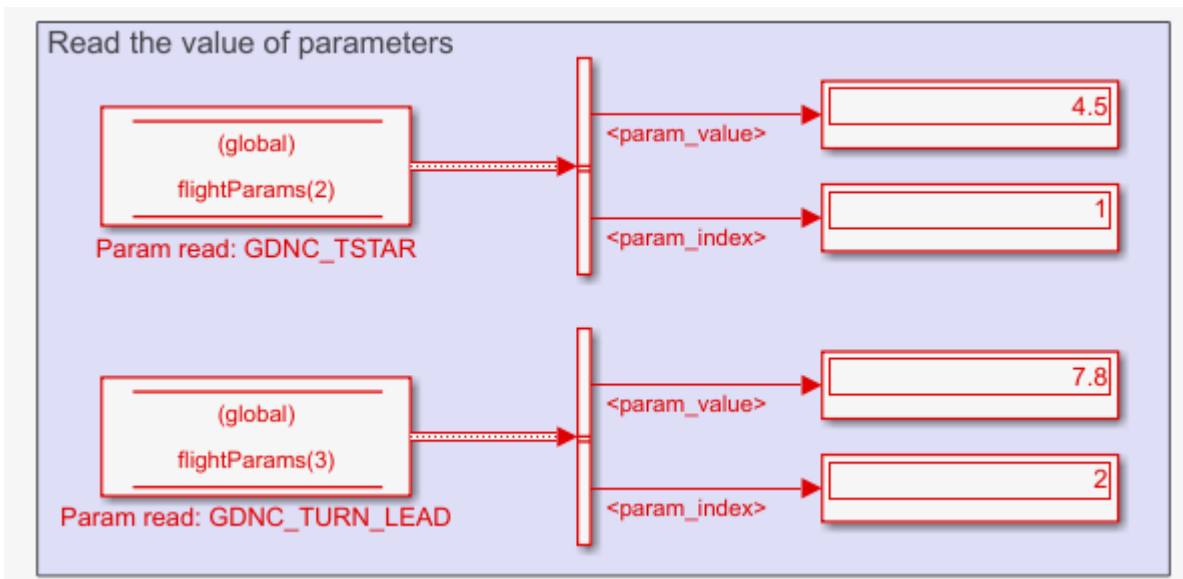 Read the value of parameters
(global)
flightParams(2)
Param read: GDNC_TSTAR
<param_value>
4.5
<param_index>
1
(global)
flightParams(3)
Param read: GDNC_TURN_LEAD
<param_value>
7.8
<param_index>
2